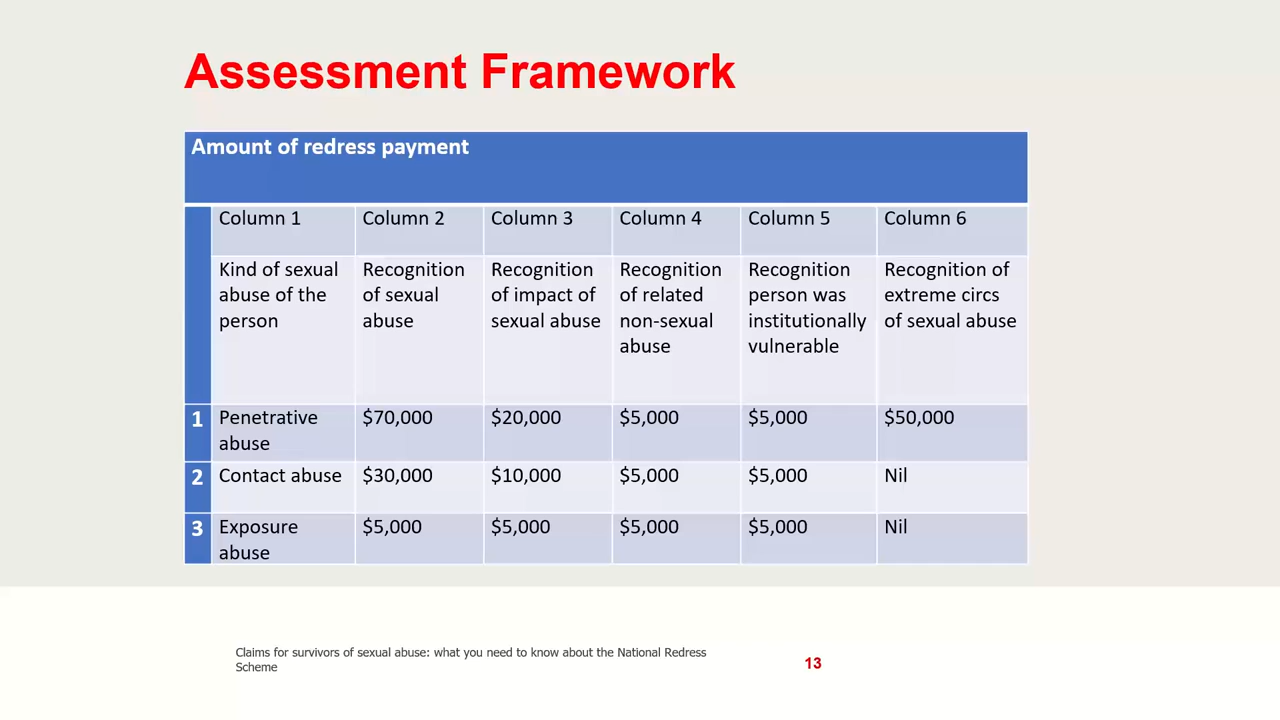 Assessment Framework
Amount of redress payment
Column 1 Column 2 Column 3 Column 4 Column 5 Column 6
Kind of sexual abuse of the person
Recognition of sexual abuse
Recognition of impact of sexual abuse
Recognition of related non-sexual abuse
Recognition person was institutionally vulnerable
Recognition of extreme circs of sexual abuse
1 Penetrative abuse $70,000 $20,000 $5,000 $5,000 $50,000
2 Contact abuse $30,000 $10,000 $5,000 $5,000 Nil
3 Exposure abuse $5,000 $5,000 $5,000 $5,000 Nil
Claims for survivors of sexual abuse: what you need to know about the National Redress
Scheme
13